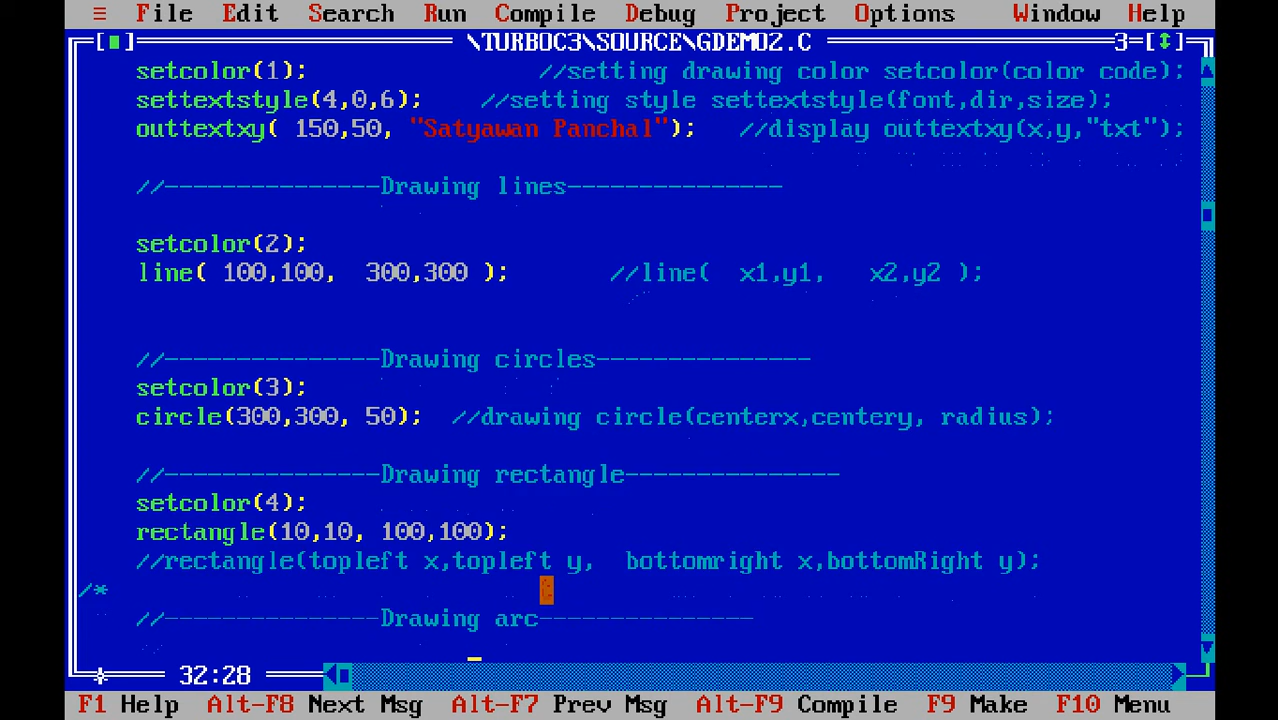 ≡ File Edit Search Run Compile Debug Project Options Window Help
[■] \TURBOC3\SOURCE\GDEMO2.C 3=[↕]
setcolor(1); //setting drawing color setcolor(color code);
settextstyle(4,0,6); //setting style settextstyle(font,dir,size);
outtextxy( 150,50, "Satyawan Panchal"); //display outtextxy(x,y,"txt");
//---------------Drawing lines---------------
setcolor(2);
line( 100,100, 300,300 ); //line( x1,y1, x2,y2 );
//---------------Drawing circles---------------
setcolor(3);
circle(300,300, 50); //drawing circle(centerx,centery, radius);
//---------------Drawing rectangle---------------
setcolor(4);
rectangle(10,10, 100,100);
//rectangle(topleft x,topleft y, bottomright x,bottomRight y);
/*
//---------------Drawing arc---------------
32:28
F1 Help Alt-F8 Next Msg Alt-F7 Prev Msg Alt-F9 Compile F9 Make F10 Menu